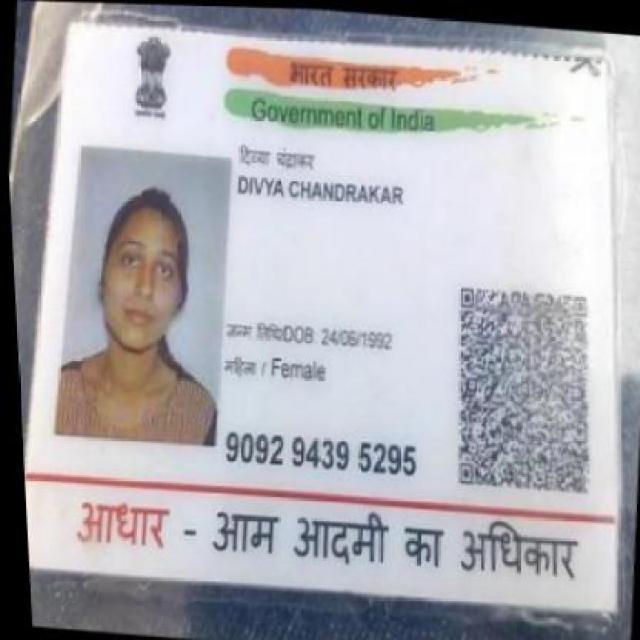 भारत सरकार
Government of India
दिव्या चंद्राकर
DIVYA CHANDRAKAR
जन्म तिथि/DOB: 24/06/1992
महिला / Female
9092 9439 5295
आधार - आम आदमी का अधिकार